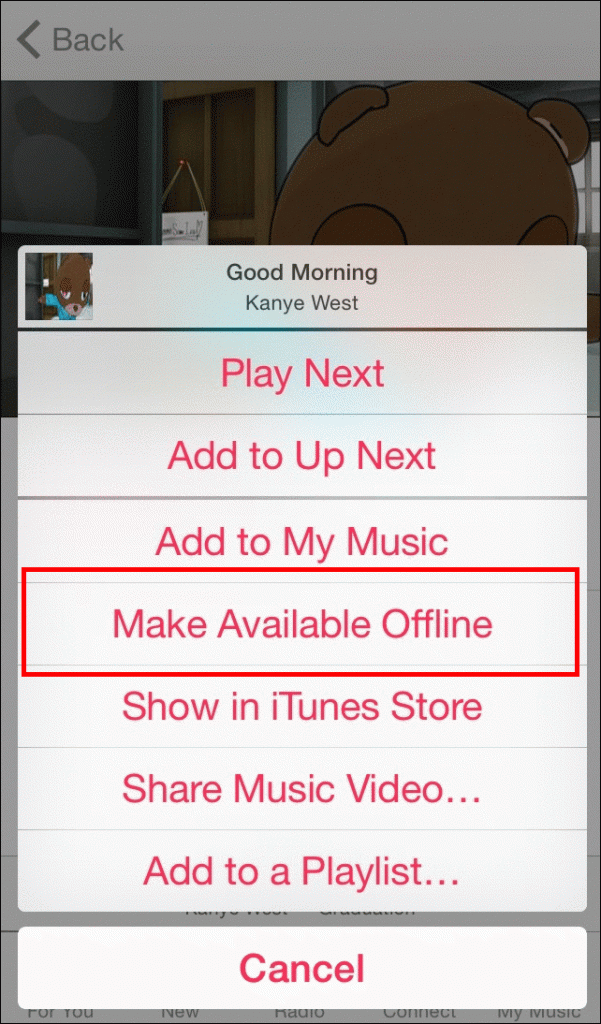 Back
Good Morning
Kanye West
Play Next
Add to Up Next
Add to My Music
Make Available Offline
Show in iTunes Store
Share Music Video...
Add to a Playlist...
Kanye West — Graduation
Cancel
For You New Radio Connect My Music